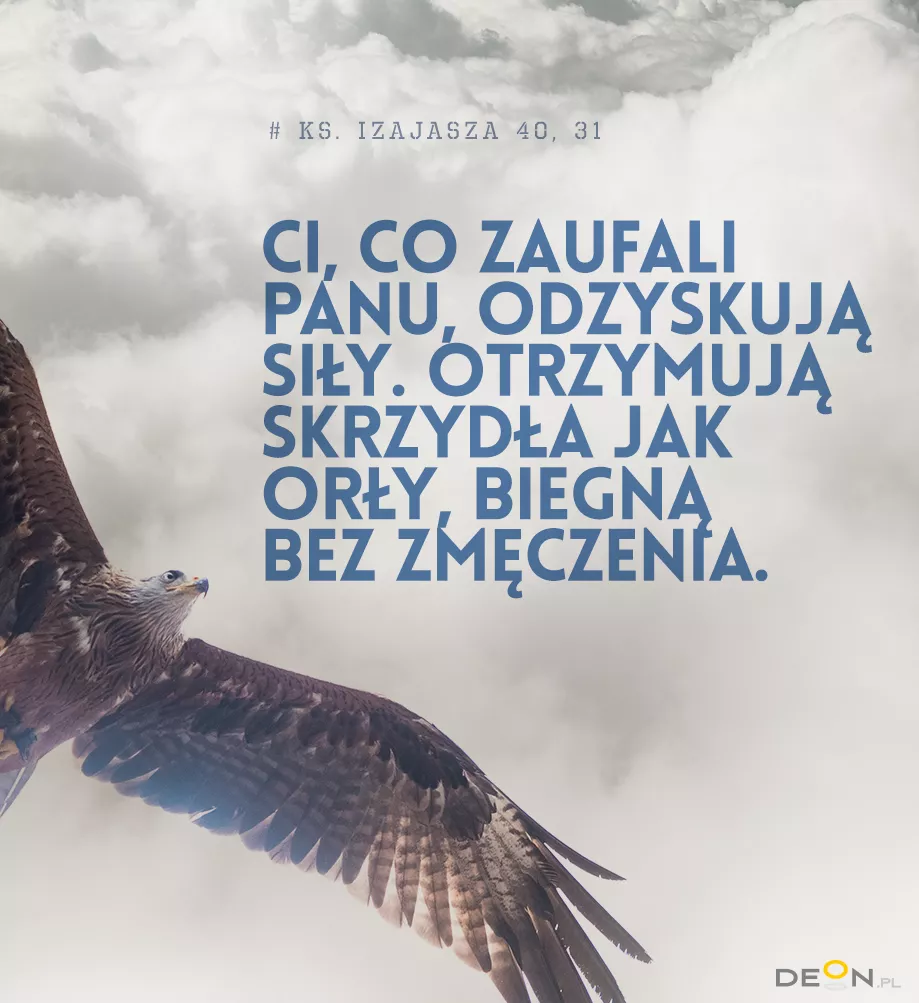 # KS. IZAJASZA 40, 31
CI, CO ZAUFALI
PANU, ODZYSKUJĄ
SIŁY. OTRZYMUJĄ
SKRZYDŁA JAK
ORŁY, BIEGNĄ
BEZ ZMĘCZENIA.
DEON.PL